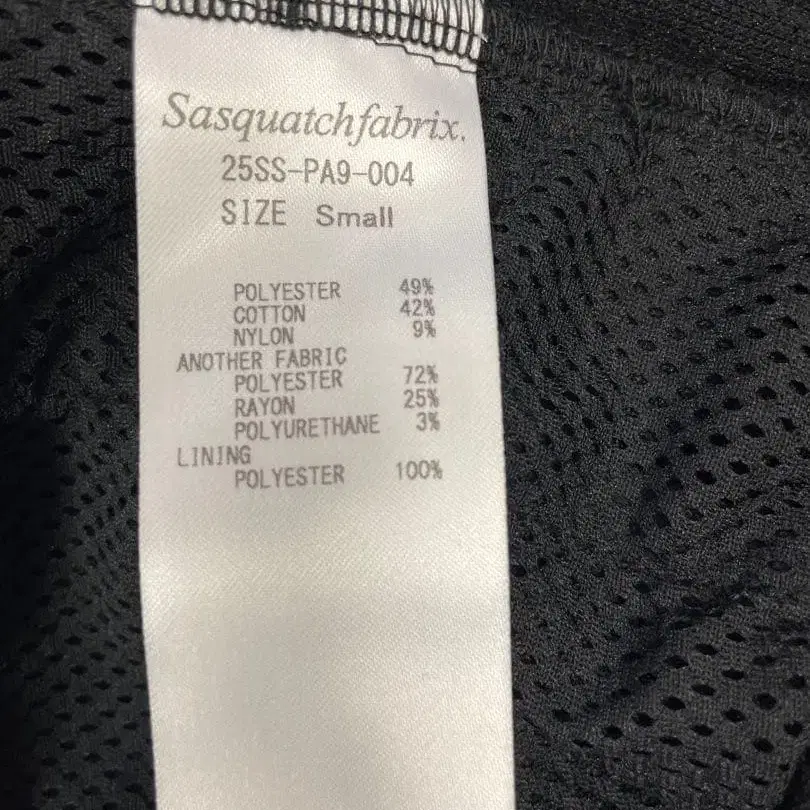 Sasquatchfabrix.
25SS-PA9-004
SIZE Small
POLYESTER 49%
COTTON 42%
NYLON 9%
ANOTHER FABRIC
POLYESTER 72%
RAYON 25%
POLYURETHANE 3%
LINING
POLYESTER 100%